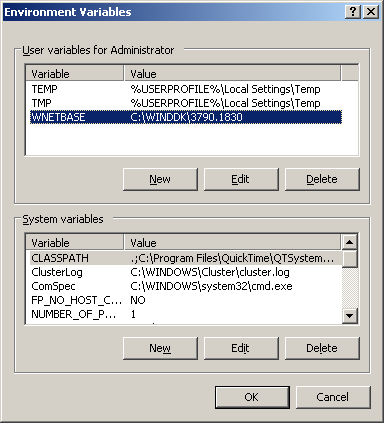 Environment Variables
User variables for Administrator
Variable Value
TEMP %USERPROFILE%\Local Settings\Temp
TMP %USERPROFILE%\Local Settings\Temp
WNETBASE C:\WINDDK\3790.1830
New Edit Delete
System variables
Variable Value
CLASSPATH .;C:\Program Files\QuickTime\QTSystem...
ClusterLog C:\WINDOWS\Cluster\cluster.log
ComSpec C:\WINDOWS\system32\cmd.exe
FP_NO_HOST_C... NO
NUMBER_OF_P... 1
New Edit Delete
OK Cancel